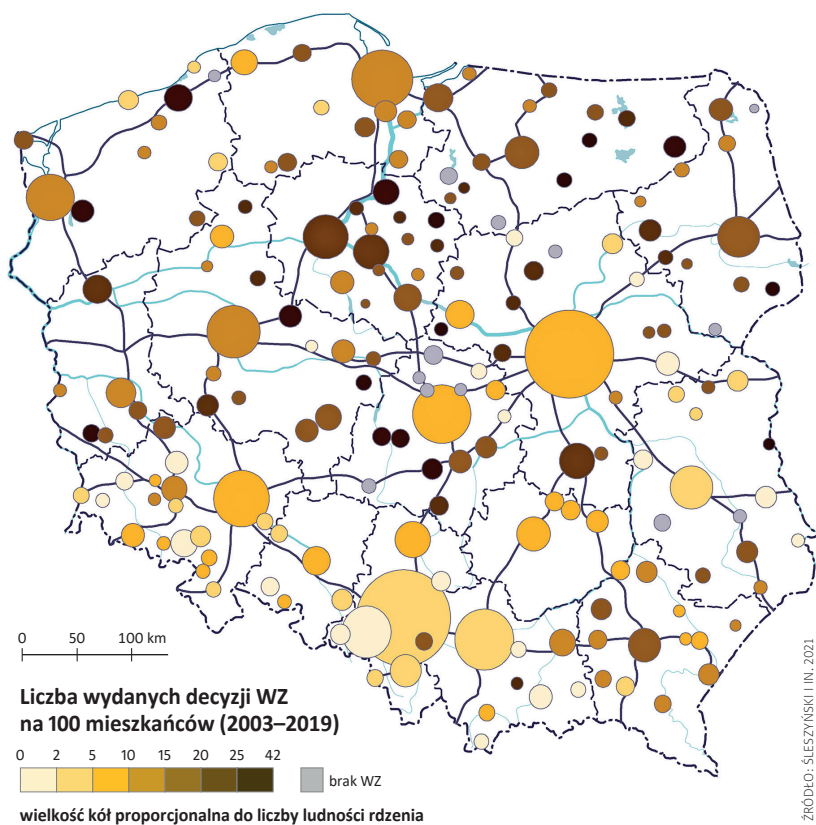 0 50 100 km
Liczba wydanych decyzji WZ
na 100 mieszkańców (2003–2019)
0 2 5 10 15 20 25 42
brak WZ
wielkość kół proporcjonalna do liczby ludności rdzenia
ŹRÓDŁO: ŚLESZYŃSKI I IN. 2021